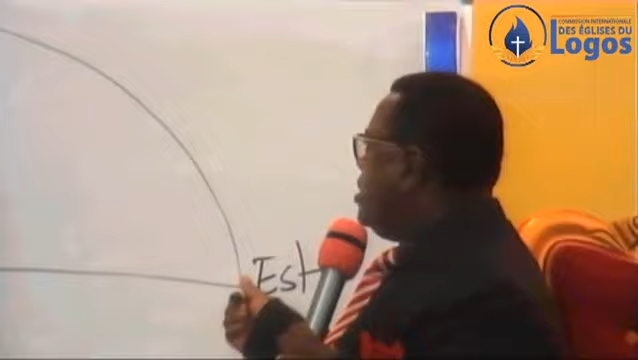 COMMISSION INTERNATIONALE
DES ÉGLISES DU
Logos
Est